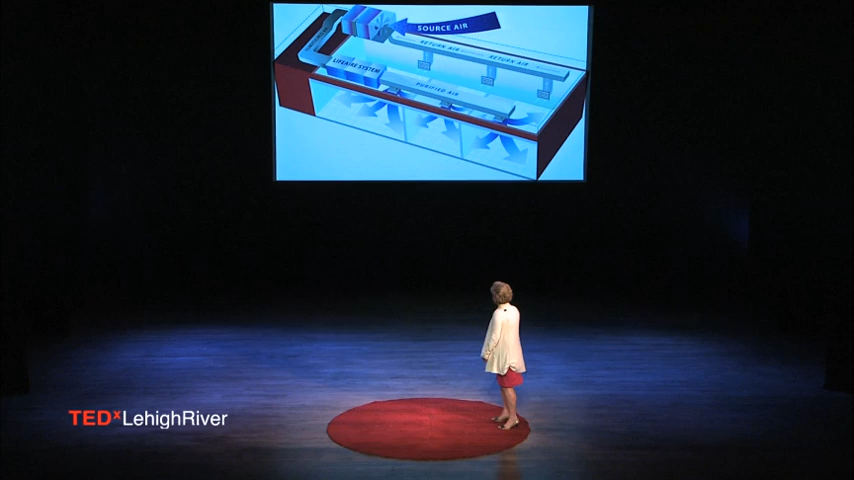 SOURCE AIR
RETURN AIR
RETURN AIR
LIFEAIRE SYSTEM
PURIFIED AIR
TEDxLehighRiver